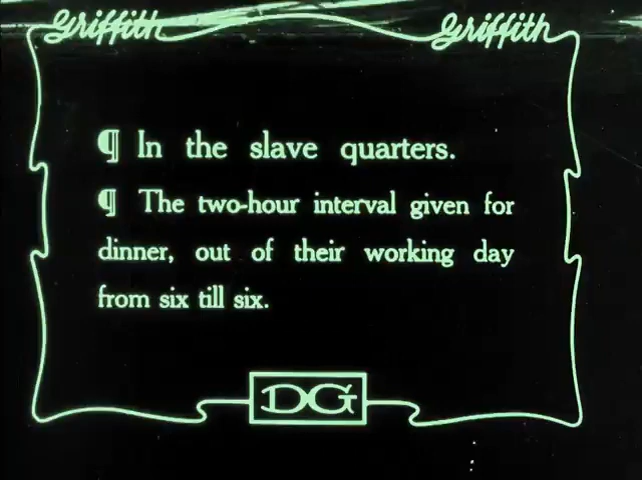 Griffith Griffith
¶ In the slave quarters.
¶ The two-hour interval given for
dinner, out of their working day
from six till six.
DG